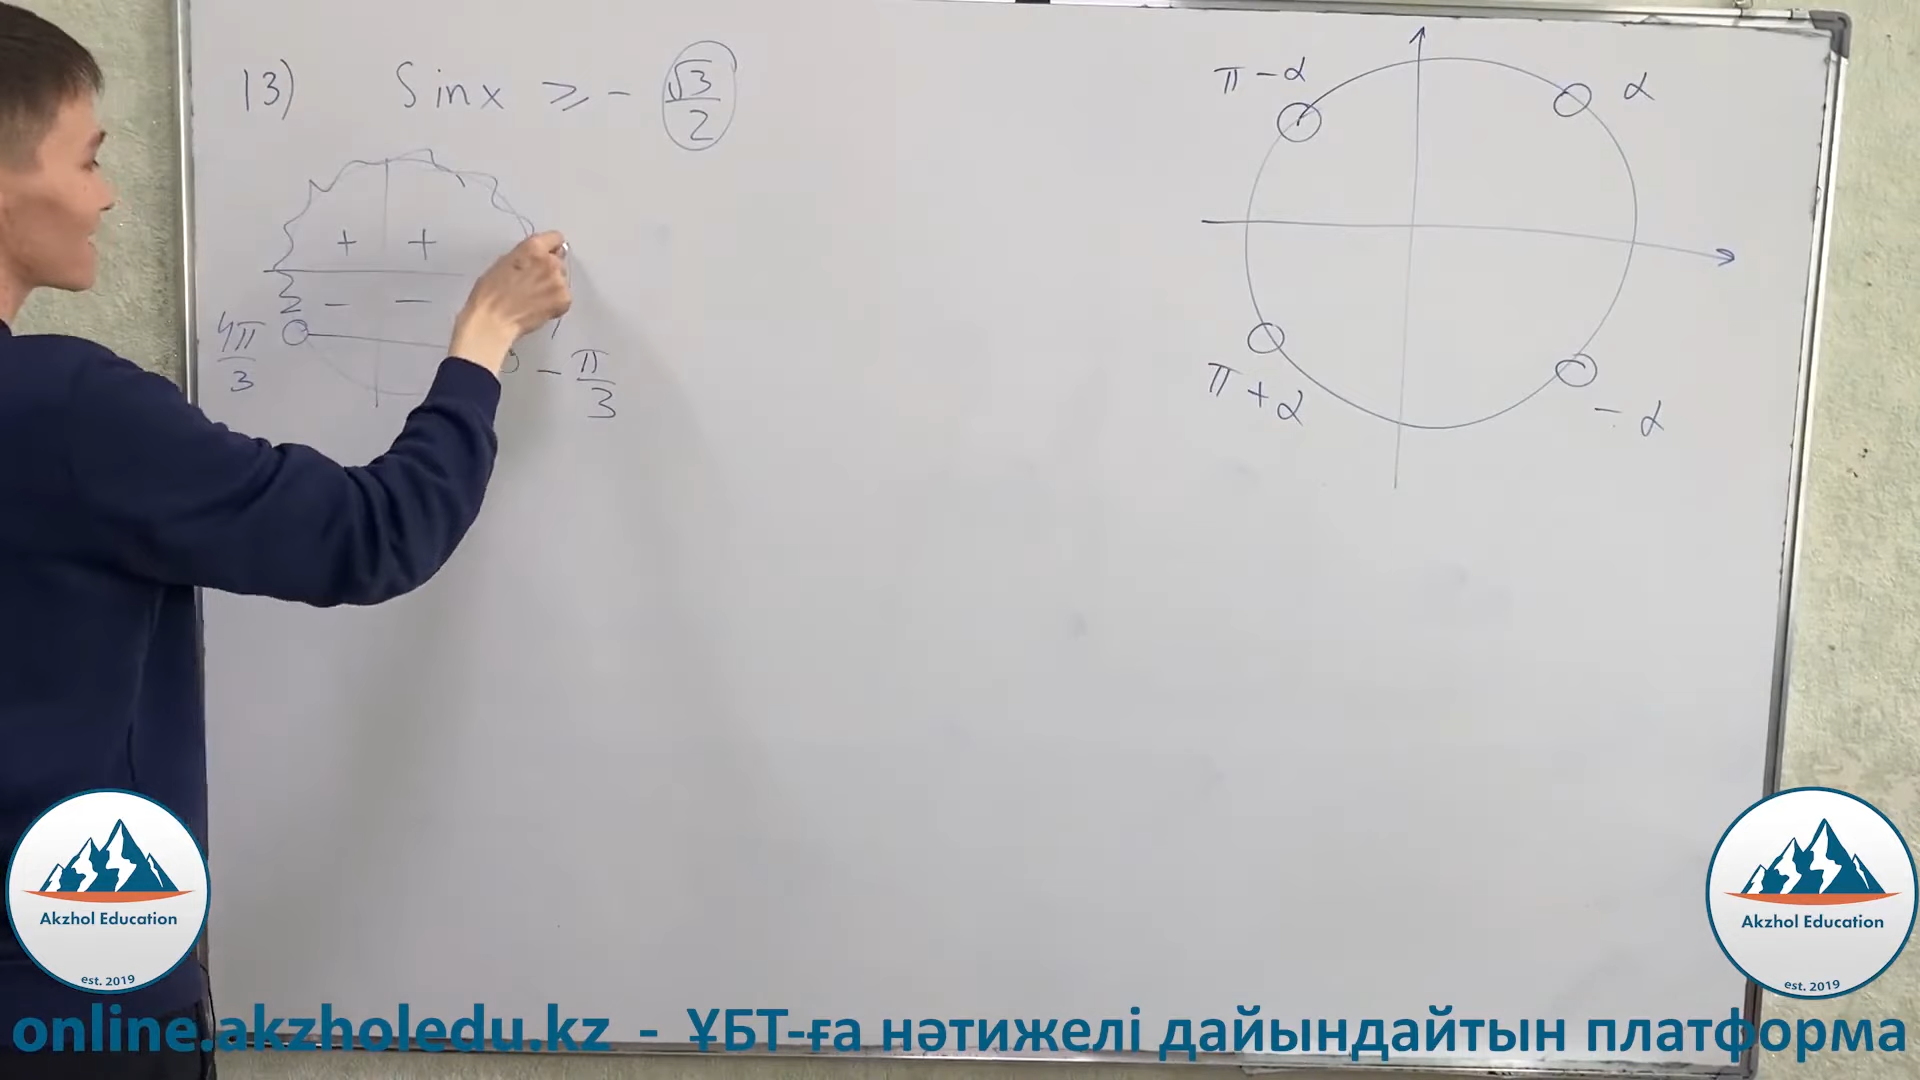 13) Sinx ⩾ - √3/2
+ +
- -
4π/3
- π/3
π - α
α
π + α
- α
Akzhol Education
est. 2019
Akzhol Education
est. 2019
online.akzholedu.kz - ҰБТ-ға нәтижелі дайындайтын платформа